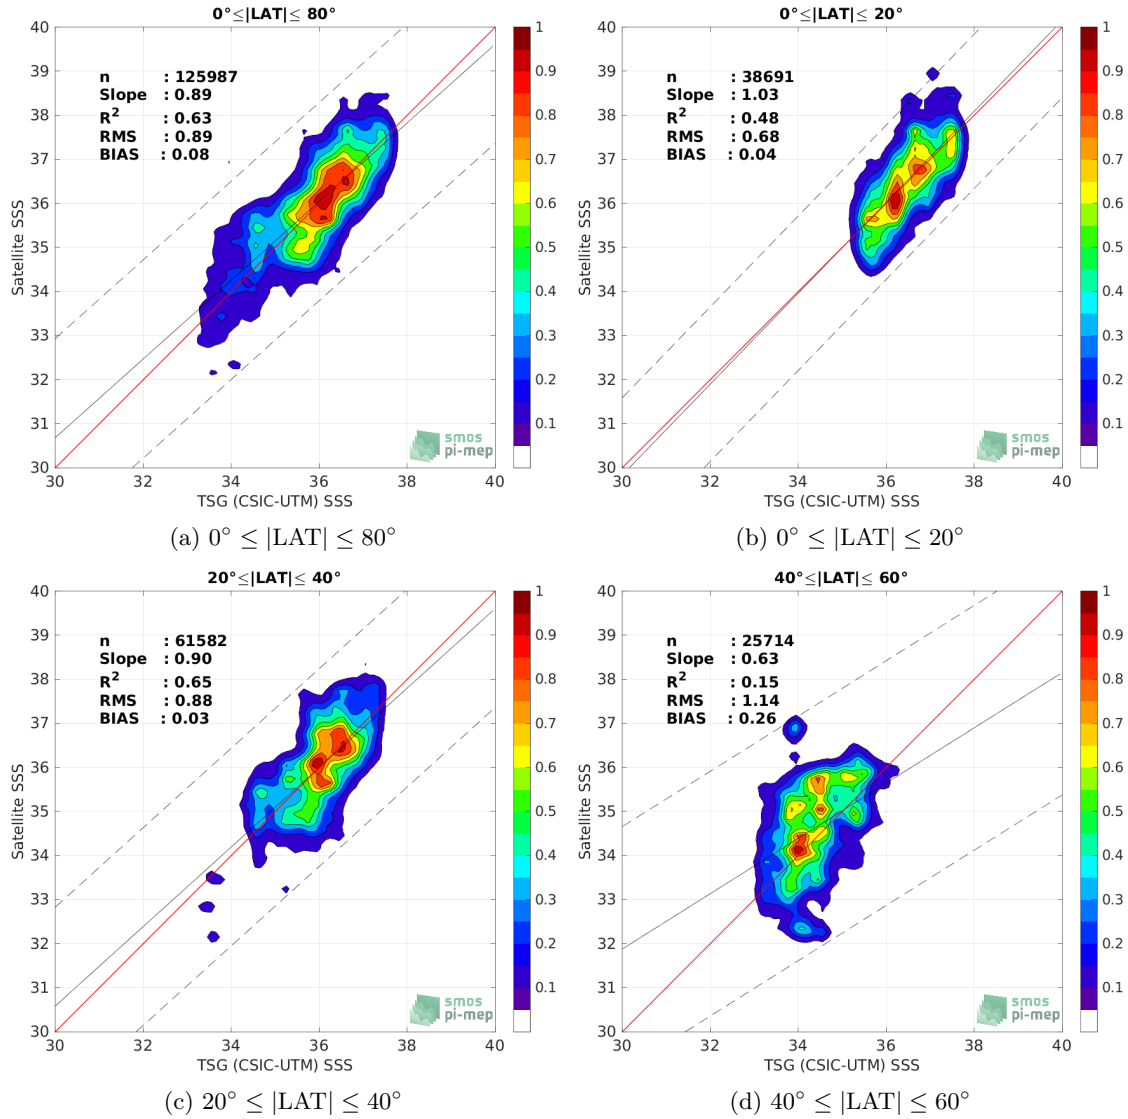 0°≤|LAT|≤ 80°
n : 125987
Slope : 0.89
R² : 0.63
RMS : 0.89
BIAS : 0.08
Satellite SSS
40
39
38
37
36
35
34
33
32
31
30
30 32 34 36 38 40
TSG (CSIC-UTM) SSS
smos
pi-mep
1
0.9
0.8
0.7
0.6
0.5
0.4
0.3
0.2
0.1
(a) 0° ≤ |LAT| ≤ 80°
0°≤|LAT|≤ 20°
n : 38691
Slope : 1.03
R² : 0.48
RMS : 0.68
BIAS : 0.04
Satellite SSS
40
39
38
37
36
35
34
33
32
31
30
30 32 34 36 38 40
TSG (CSIC-UTM) SSS
smos
pi-mep
1
0.9
0.8
0.7
0.6
0.5
0.4
0.3
0.2
0.1
(b) 0° ≤ |LAT| ≤ 20°
20°≤|LAT|≤ 40°
n : 61582
Slope : 0.90
R² : 0.65
RMS : 0.88
BIAS : 0.03
Satellite SSS
40
39
38
37
36
35
34
33
32
31
30
30 32 34 36 38 40
TSG (CSIC-UTM) SSS
smos
pi-mep
1
0.9
0.8
0.7
0.6
0.5
0.4
0.3
0.2
0.1
(c) 20° ≤ |LAT| ≤ 40°
40°≤|LAT|≤ 60°
n : 25714
Slope : 0.63
R² : 0.15
RMS : 1.14
BIAS : 0.26
Satellite SSS
40
39
38
37
36
35
34
33
32
31
30
30 32 34 36 38 40
TSG (CSIC-UTM) SSS
smos
pi-mep
1
0.9
0.8
0.7
0.6
0.5
0.4
0.3
0.2
0.1
(d) 40° ≤ |LAT| ≤ 60°